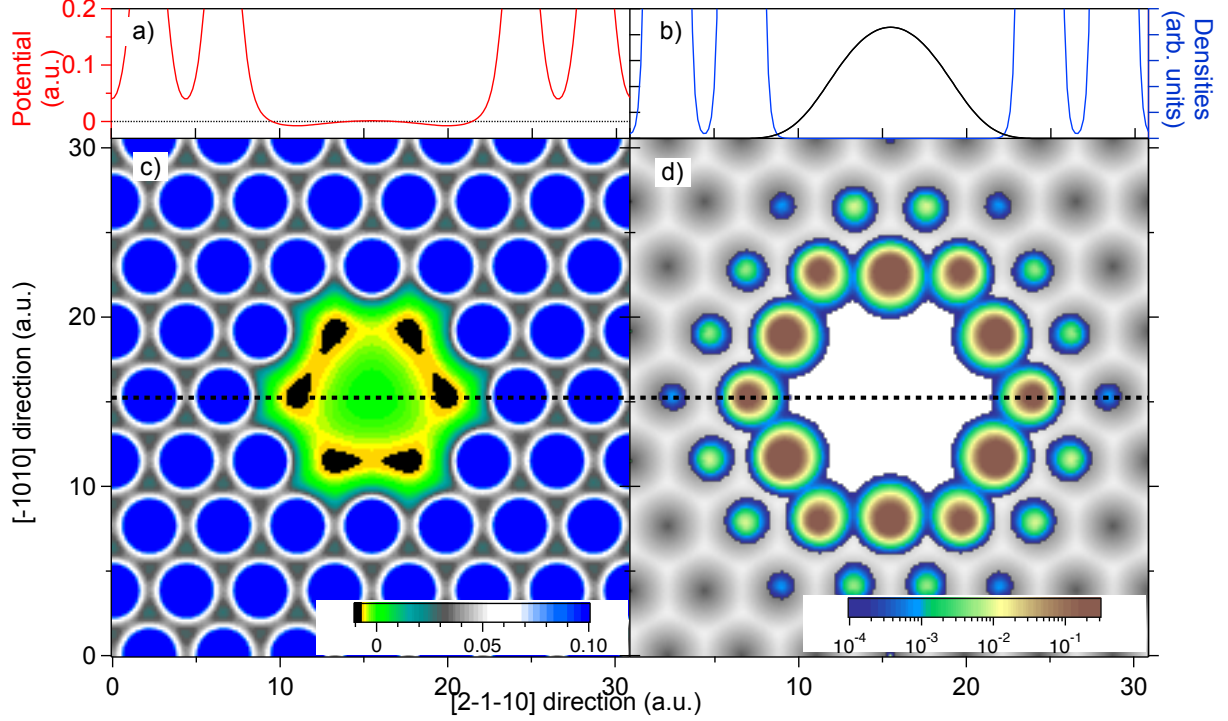 0.2
0.1
0
Potential
(a.u.)
a)
b)
Densities
(arb. units)
c)
d)
30
20
10
0
[-1010] direction (a.u.)
0 0.05 0.10
10⁻⁴ 10⁻³ 10⁻² 10⁻¹
0 10 20 30
10 20 30
[2-1-10] direction (a.u.)